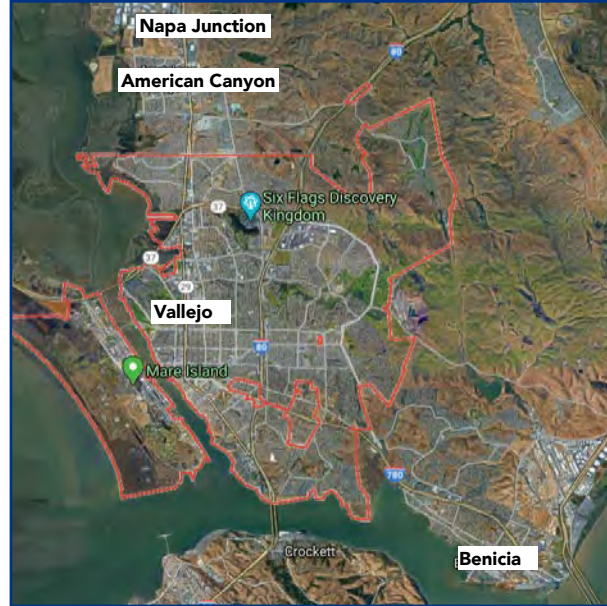 Napa Junction
80
American Canyon
37
Six Flags Discovery
Kingdom
37
29
Vallejo
80
Mare Island
780
Crockett
Benicia